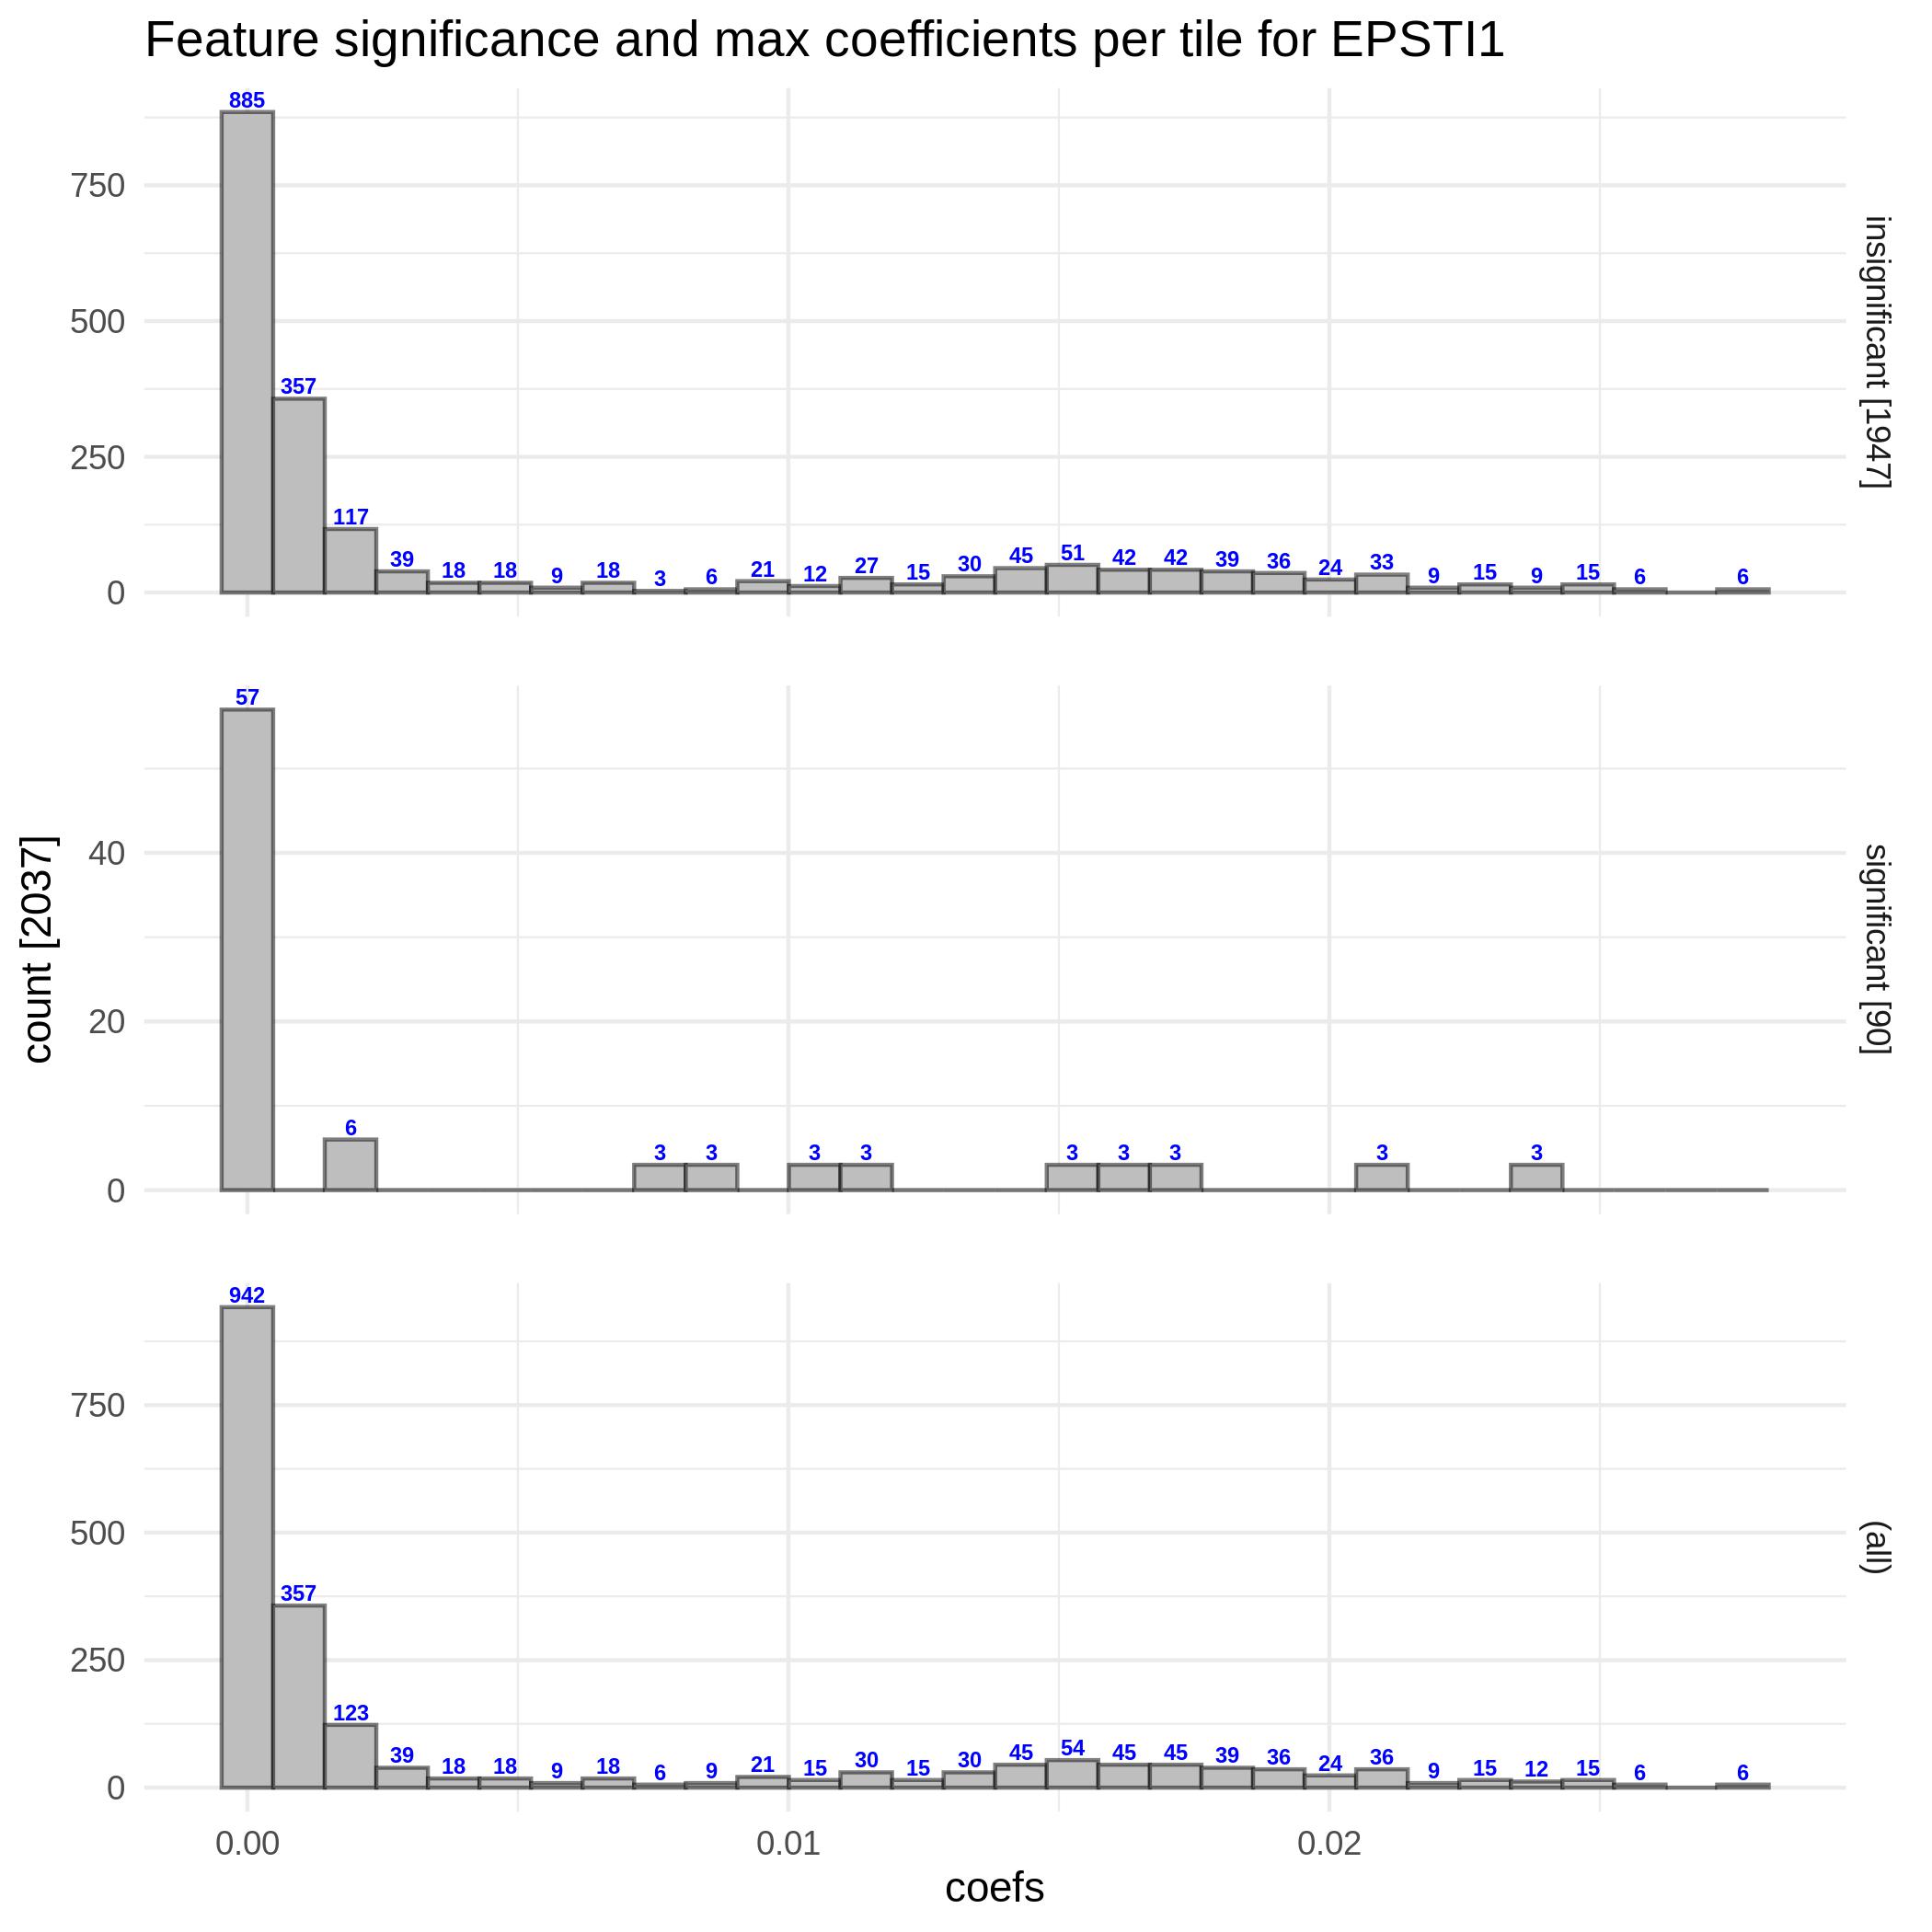 Feature significance and max coefficients per tile for EPSTI1
885
357
117
39 18 18 9 18 3 6 21 12 27 15 30 45 51 42 42 39 36 24 33 9 15 9 15 6 6
750
500
250
0
insignificant [1947]
57
6
3 3 3 3 3 3 3 3 3
40
20
0
significant [90]
count [2037]
942
357
123
39 18 18 9 18 6 9 21 15 30 15 30 45 54 45 45 39 36 24 36 9 15 12 15 6 6
750
500
250
0
(all)
0.00 0.01 0.02
coefs